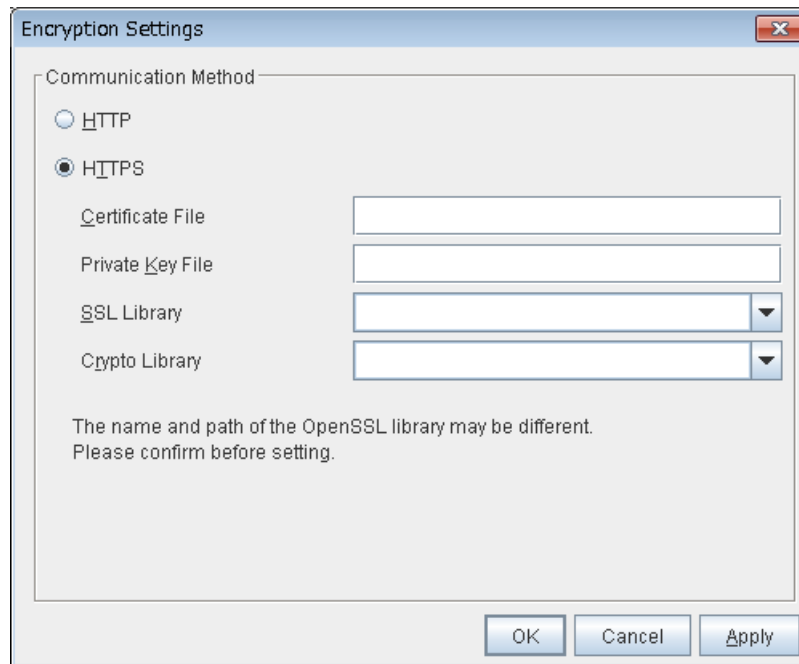 Encryption Settings
Communication Method
HTTP
HTTPS
Certificate File
Private Key File
SSL Library
Crypto Library
The name and path of the OpenSSL library may be different.
Please confirm before setting.
OK Cancel Apply